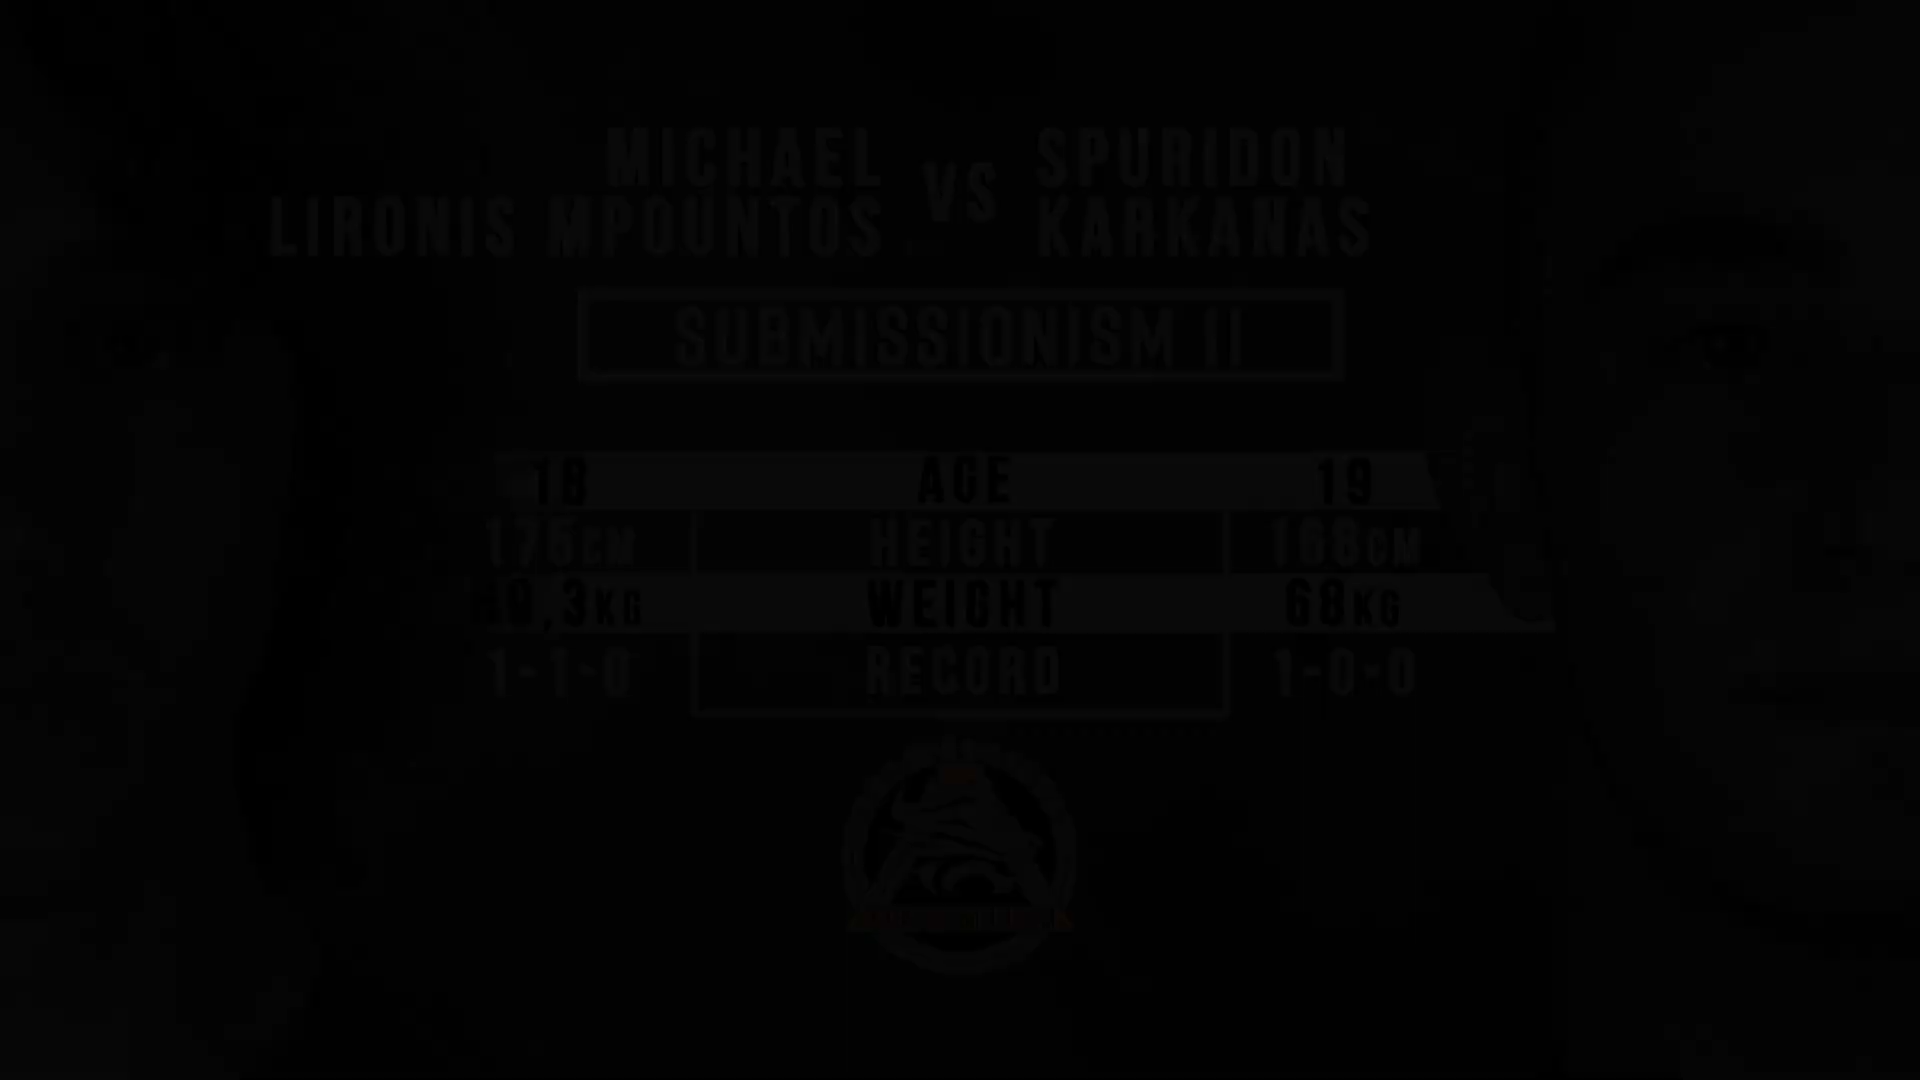 MICHAEL
LIRONIS MPOUNTOS
VS
SPURIDON
KARKANAS
SUBMISSIONISM II
18 AGE 19
175CM HEIGHT 168CM
WEIGHT 68KG
1-1-0 RECORD 1-0-0